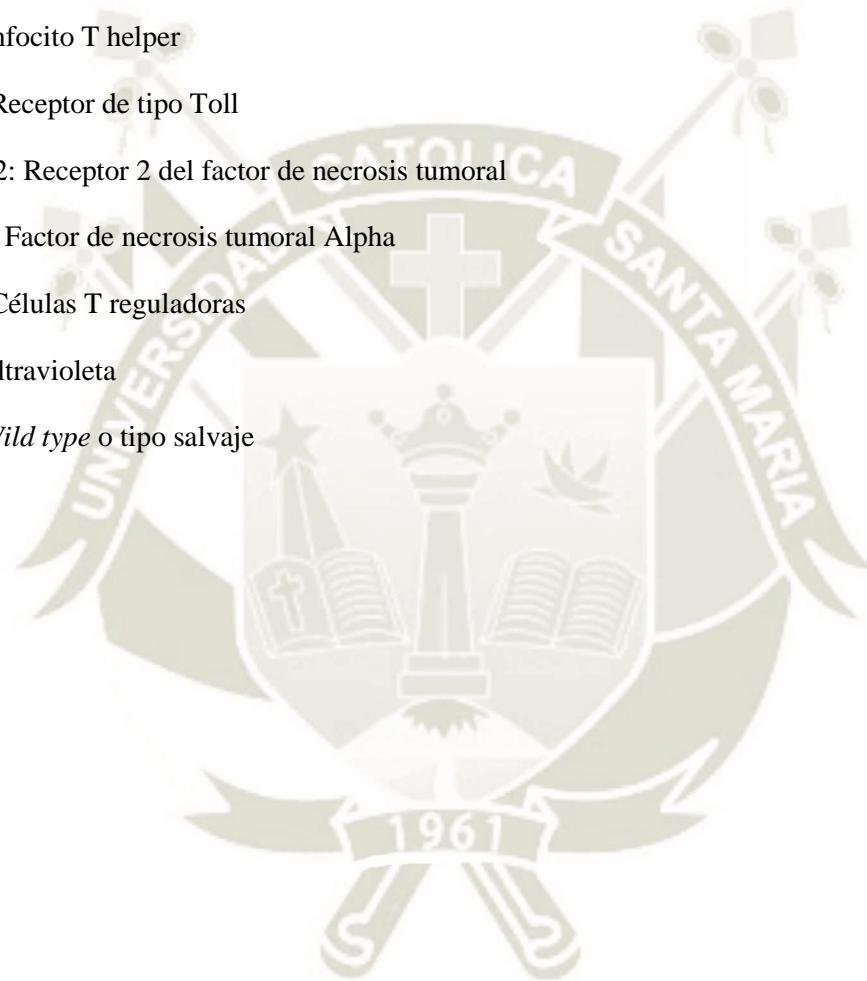 nfocito T helper
Receptor de tipo Toll
2: Receptor 2 del factor de necrosis tumoral
Factor de necrosis tumoral Alpha
Células T reguladoras
ltravioleta
Vild type o tipo salvaje
UNIVERSIDAD CATOLICA SANTA MARIA
1961